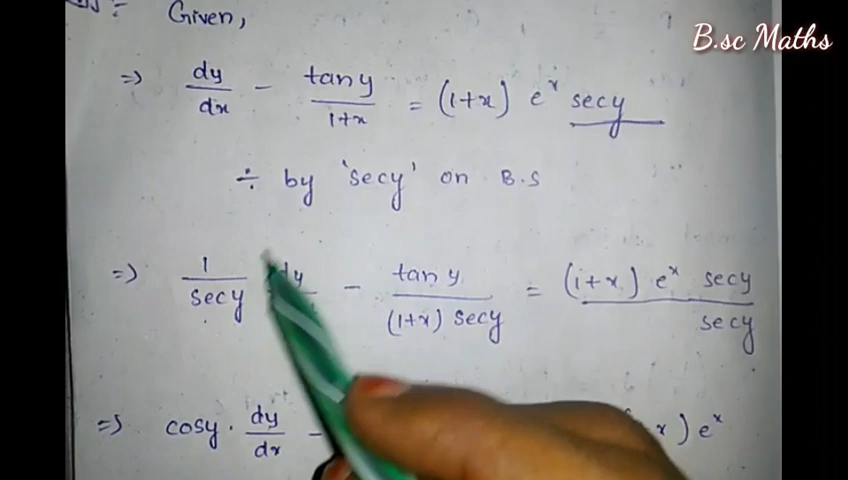 Given,
B.sc Maths
=> dy/dx - tany/1+x = (1+x) e^x secy
÷ by 'secy' on B.S
=> 1/secy dy - tany/(1+x) secy = (1+x) e^x secy/secy
=> cosy . dy/dx - x) e^x